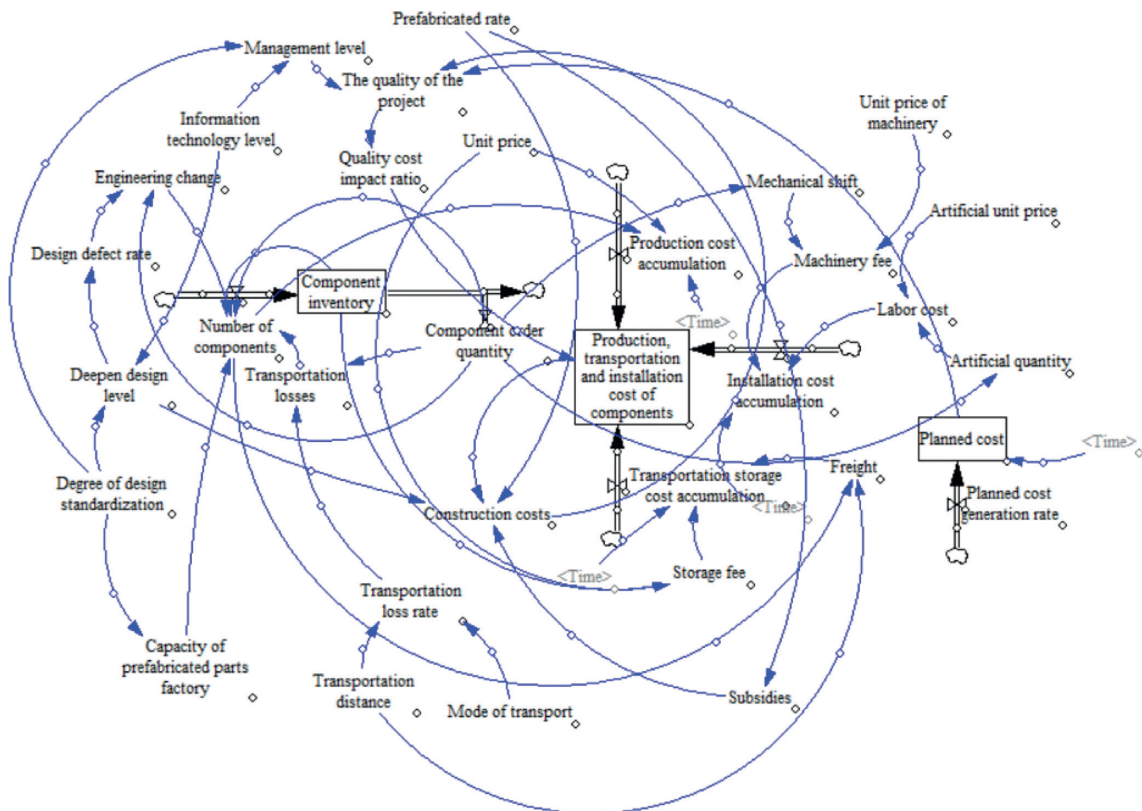 Prefabricated rate
Management level
The quality of the
project
Unit price of
machinery
Information
technology level
Unit price
Quality cost
impact ratio
Engineering change
Mechanical shift
Artificial unit price
Design defect rate
Production cost
accumulation
Machinery fee
Component
inventory
Number of
components
Component order
quantity
<Time>
Labor cost
Production,
transportation
and installation
cost of
components
Artificial quantity
Deepen design
level
Transportation
losses
Installation cost
accumulation
Planned cost
<Time>
Degree of design
standardization
Transportation storage
cost accumulation
Freight
<Time>
Planned cost
generation rate
Construction costs
<Time>
Storage fee
Transportation
loss rate
Capacity of
prefabricated parts
factory
Transportation
distance
Mode of transport
Subsidies